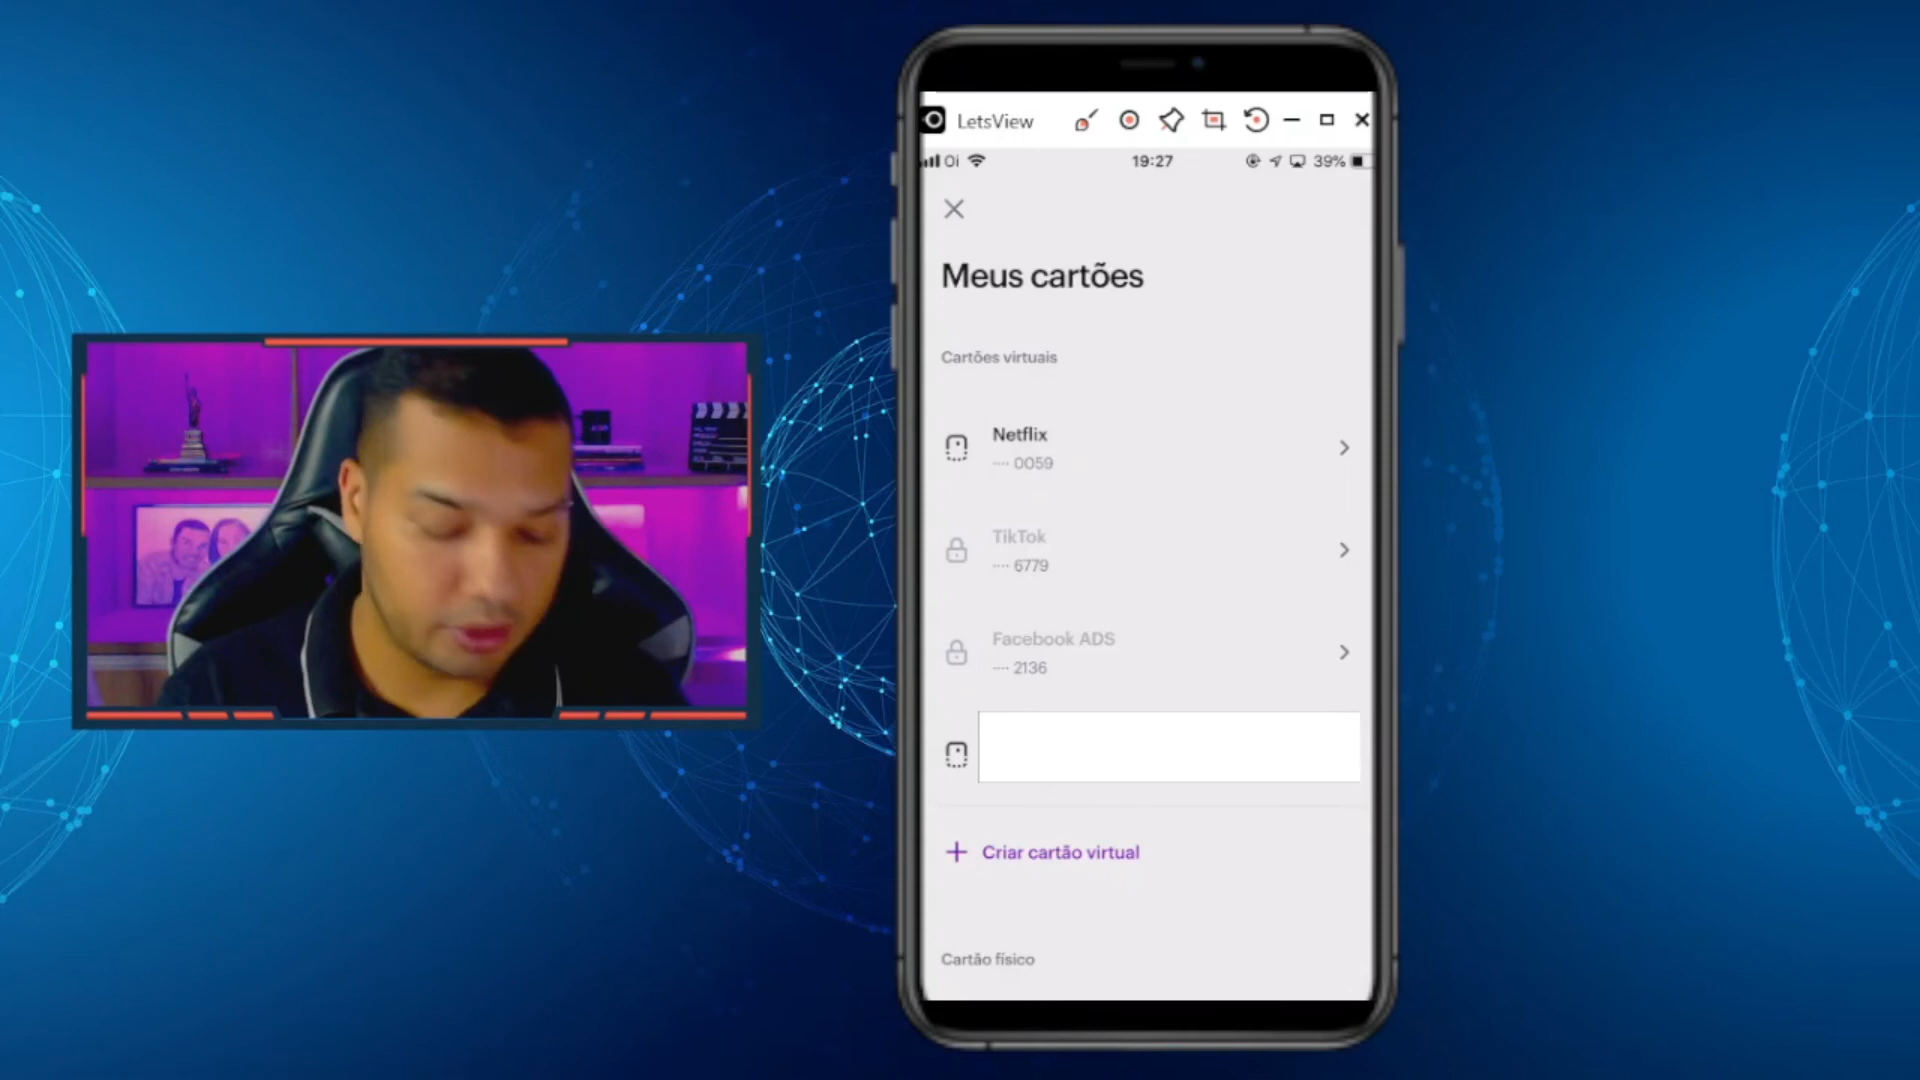 LetsView
Oi
19:27
39%
Meus cartões
Cartões virtuais
Netflix
···· 0059
TikTok
···· 6779
Facebook ADS
···· 2136
Criar cartão virtual
Cartão físico